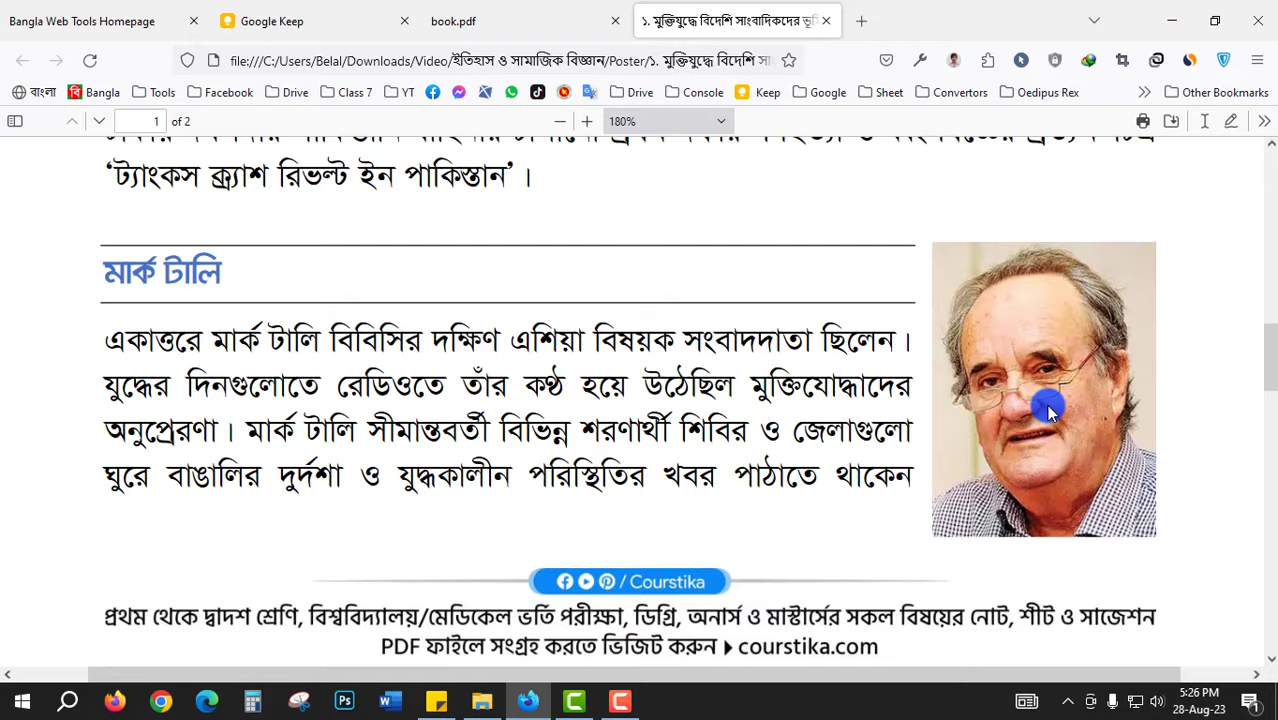 Bangla Web Tools Homepage
Google Keep
book.pdf
১. মুক্তিযুদ্ধে বিদেশি সাংবাদিকদের ভূমি
file:///C:/Users/Belal/Downloads/Video/ইতিহাস ও সামাজিক বিজ্ঞান/Poster/১. মুক্তিযুদ্ধে বিদেশি সা
বাংলা
Bangla
Tools
Facebook
Drive
Class 7
YT
Drive
Console
Keep
Google
Sheet
Convertors
Oedipus Rex
Other Bookmarks
1 of 2
180%
‘ট্যাংকস ক্র্যাশ রিভল্ট ইন পাকিস্তান’।
মার্ক টালি
একাত্তরে মার্ক টালি বিবিসির দক্ষিণ এশিয়া বিষয়ক সংবাদদাতা ছিলেন।
যুদ্ধের দিনগুলোতে রেডিওতে তাঁর কণ্ঠ হয়ে উঠেছিল মুক্তিযোদ্ধাদের
অনুপ্রেরণা। মার্ক টালি সীমান্তবর্তী বিভিন্ন শরণার্থী শিবির ও জেলাগুলো
ঘুরে বাঙালির দুর্দশা ও যুদ্ধকালীন পরিস্থিতির খবর পাঠাতে থাকেন
/ Courstika
প্রথম থেকে দ্বাদশ শ্রেণি, বিশ্ববিদ্যালয়/মেডিকেল ভর্তি পরীক্ষা, ডিগ্রি, অনার্স ও মাস্টার্সের সকল বিষয়ের নোট, শীট ও সাজেশন
PDF ফাইলে সংগ্রহ করতে ভিজিট করুন courstika.com
5:26 PM
28-Aug-23